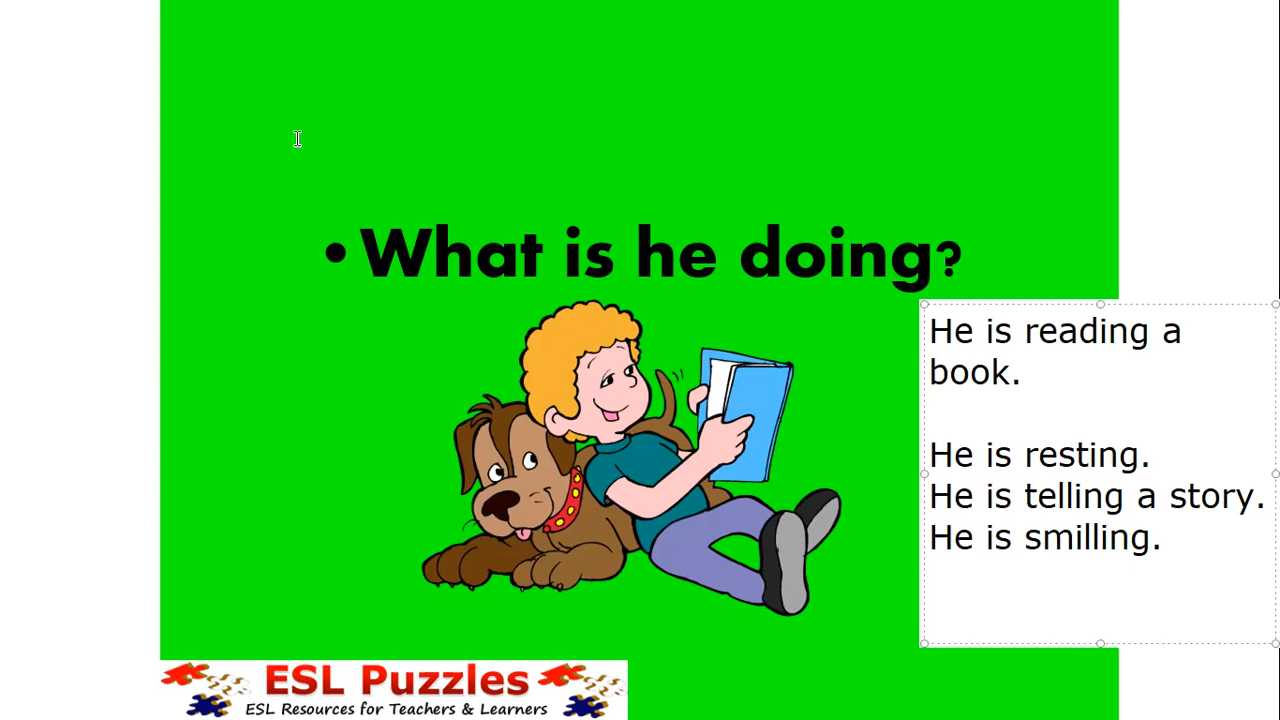 • What is he doing?
He is reading a
book.
He is resting.
He is telling a story.
He is smilling.
ESL Puzzles
ESL Resources for Teachers & Learners